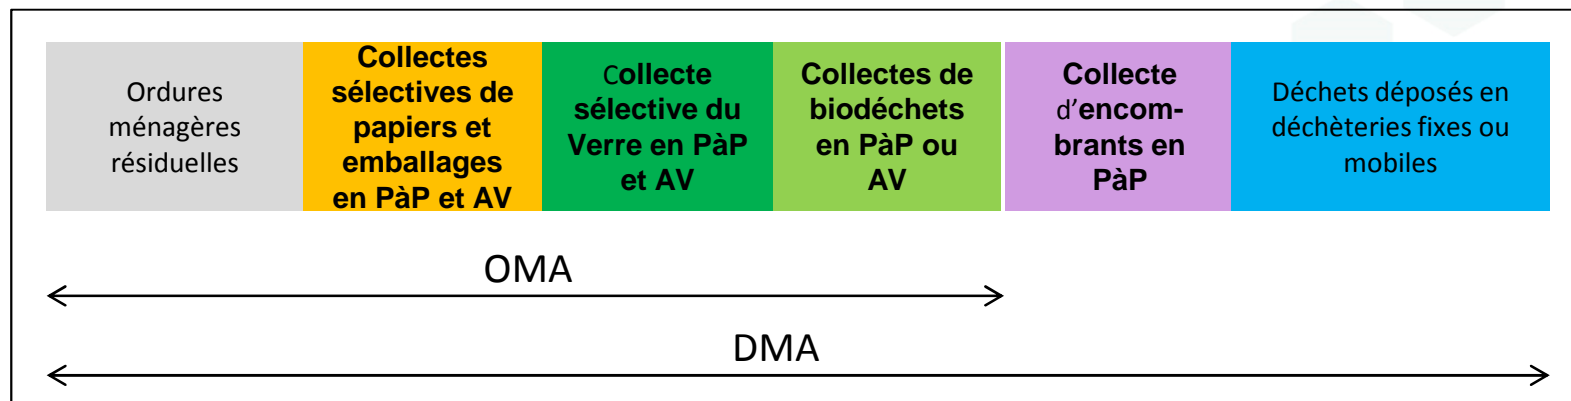 Ordures
ménagères
résiduelles
Collectes
sélectives de
papiers et
emballages
en PàP et AV
Collecte
sélective du
Verre en PàP
et AV
Collectes de
biodéchets
en PàP ou
AV
Collecte
d'encom-
brants en
PàP
Déchets déposés en
déchèteries fixes ou
mobiles
OMA
DMA